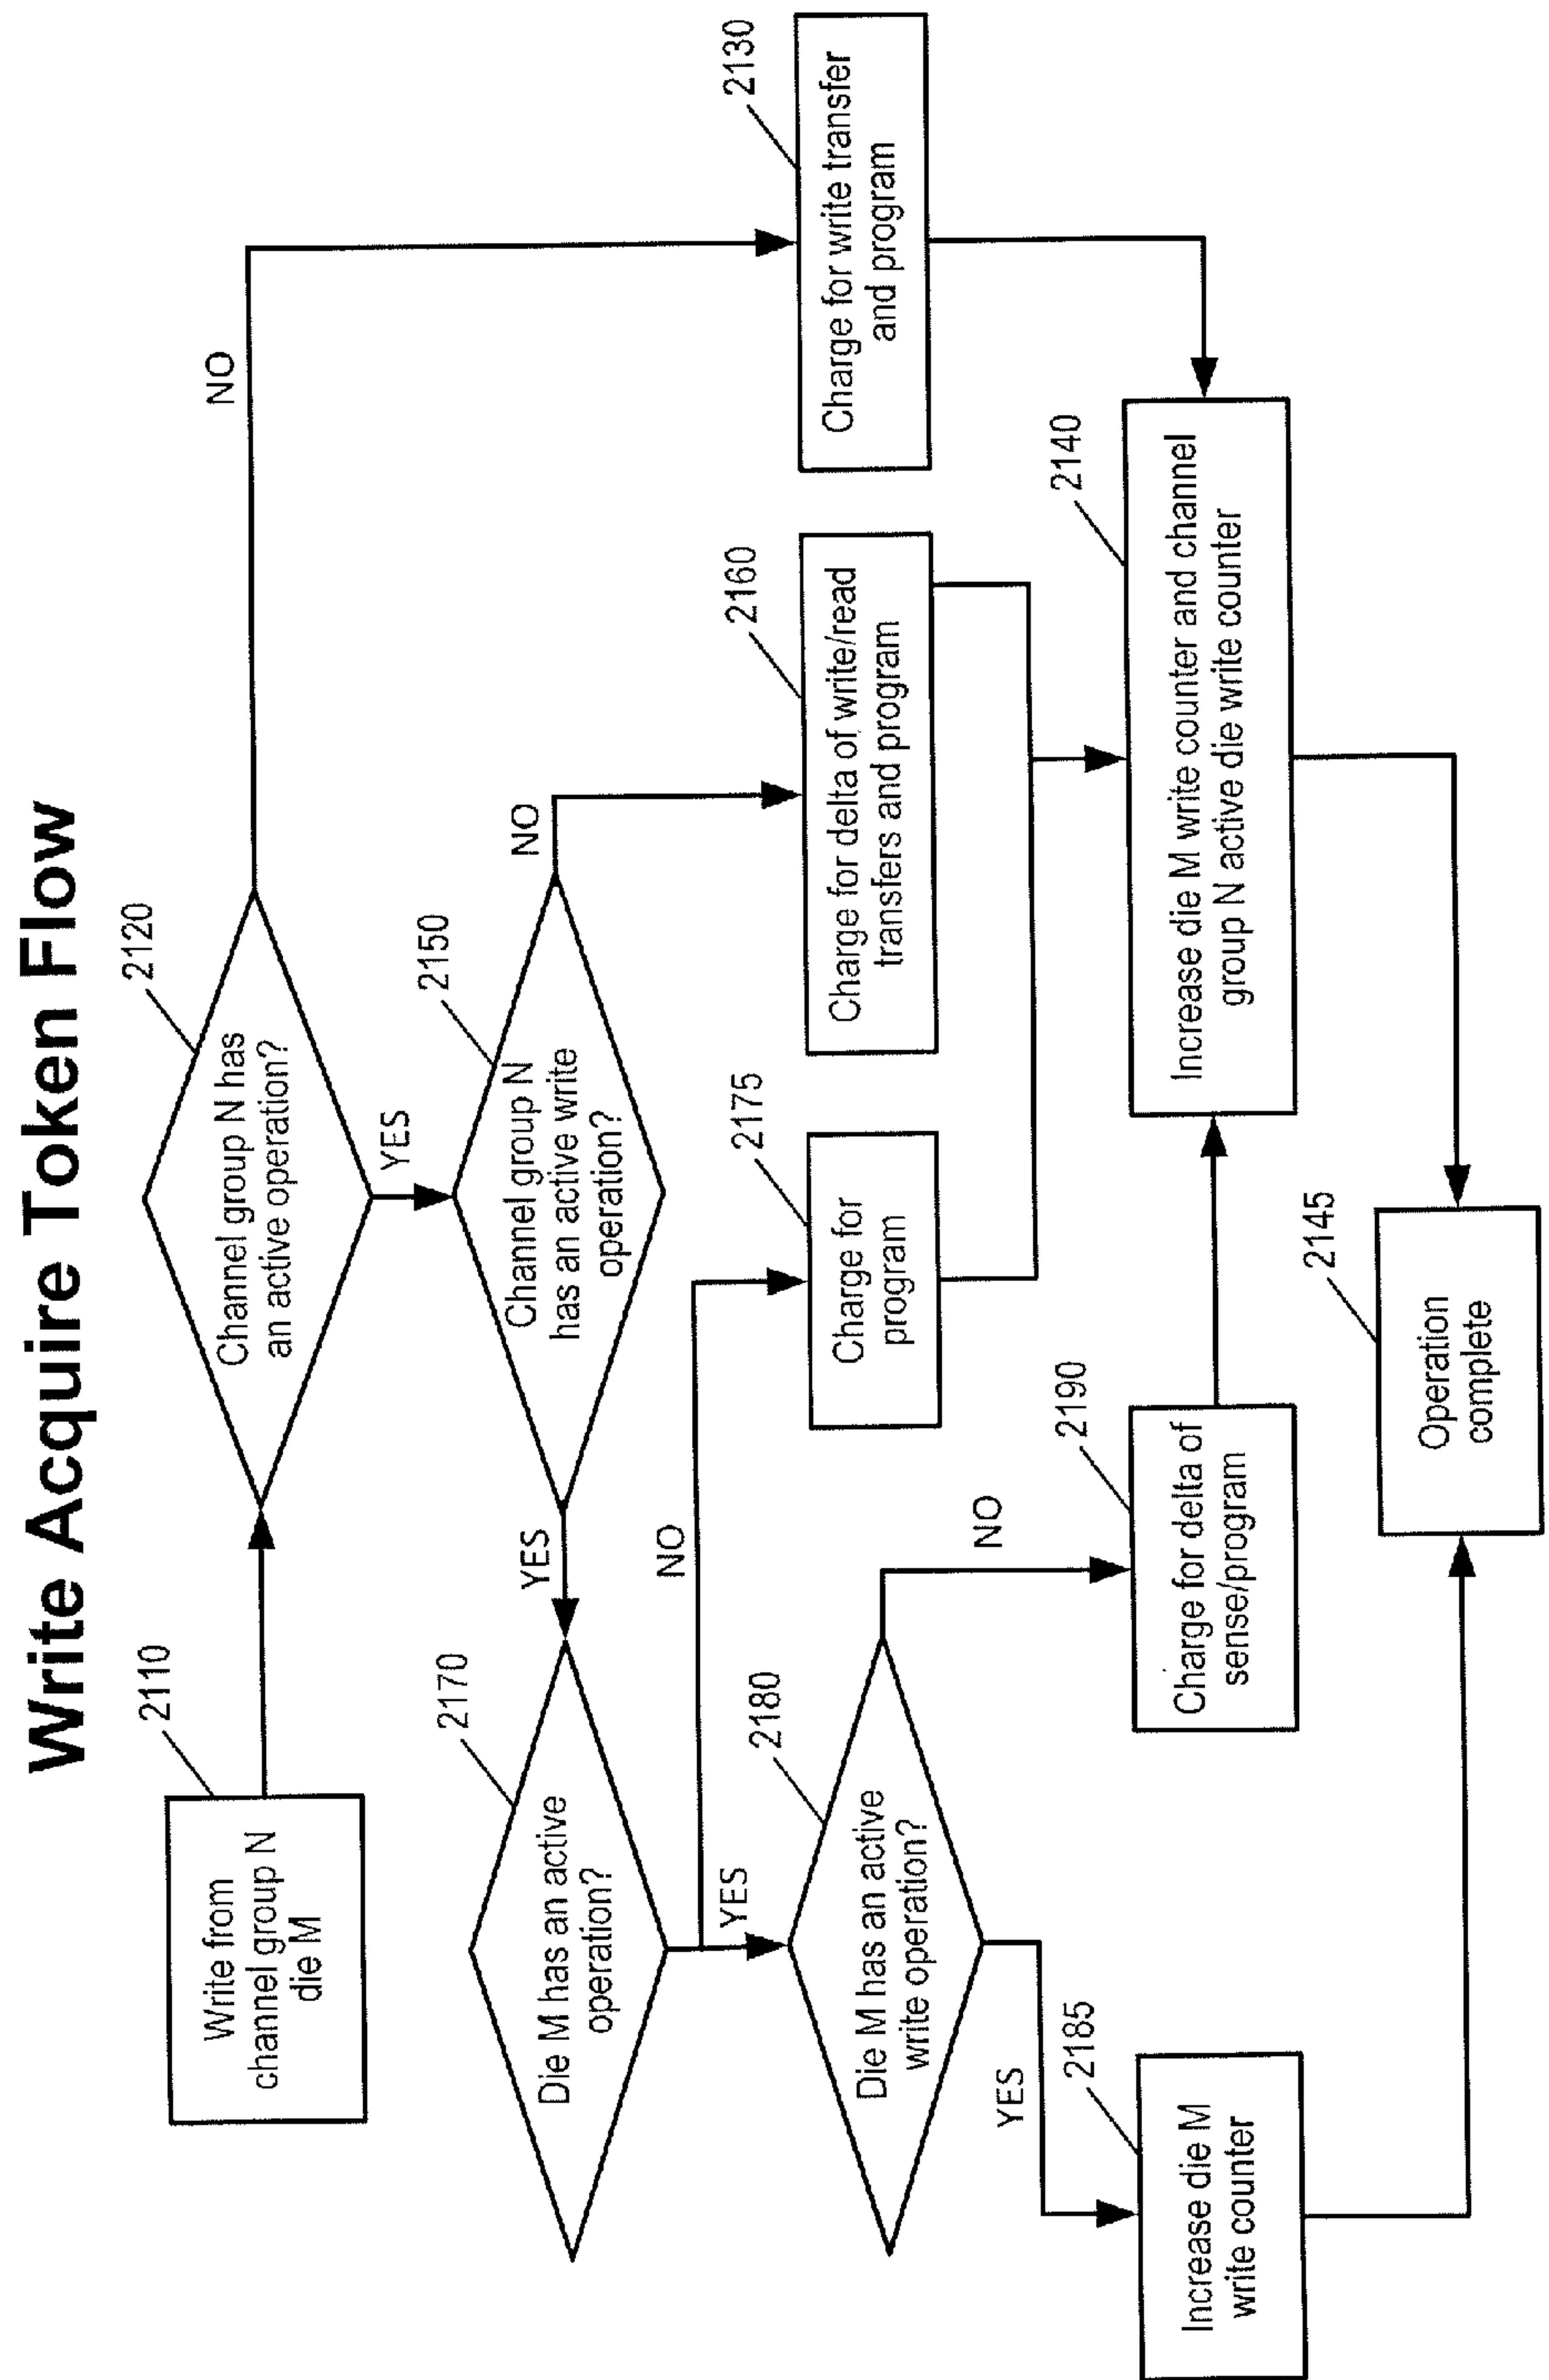 Write Acquire Token Flow
2110
Write from
channel group N
die M
2120
Channel group N has
an active operation?
NO
YES
2130
Charge for write transfer
and program
2150
Channel group N
has an active write
operation?
NO
YES
2160
Charge for delta of write/read
transfers and program
2170
Die M has an active
operation?
NO
YES
2175
Charge for
program
2180
Die M has an active
write operation?
NO
YES
2190
Charge for delta of
sense/program
2140
Increase die M write counter and channel
group N active die write counter
2185
Increase die M
write counter
2145
Operation
complete